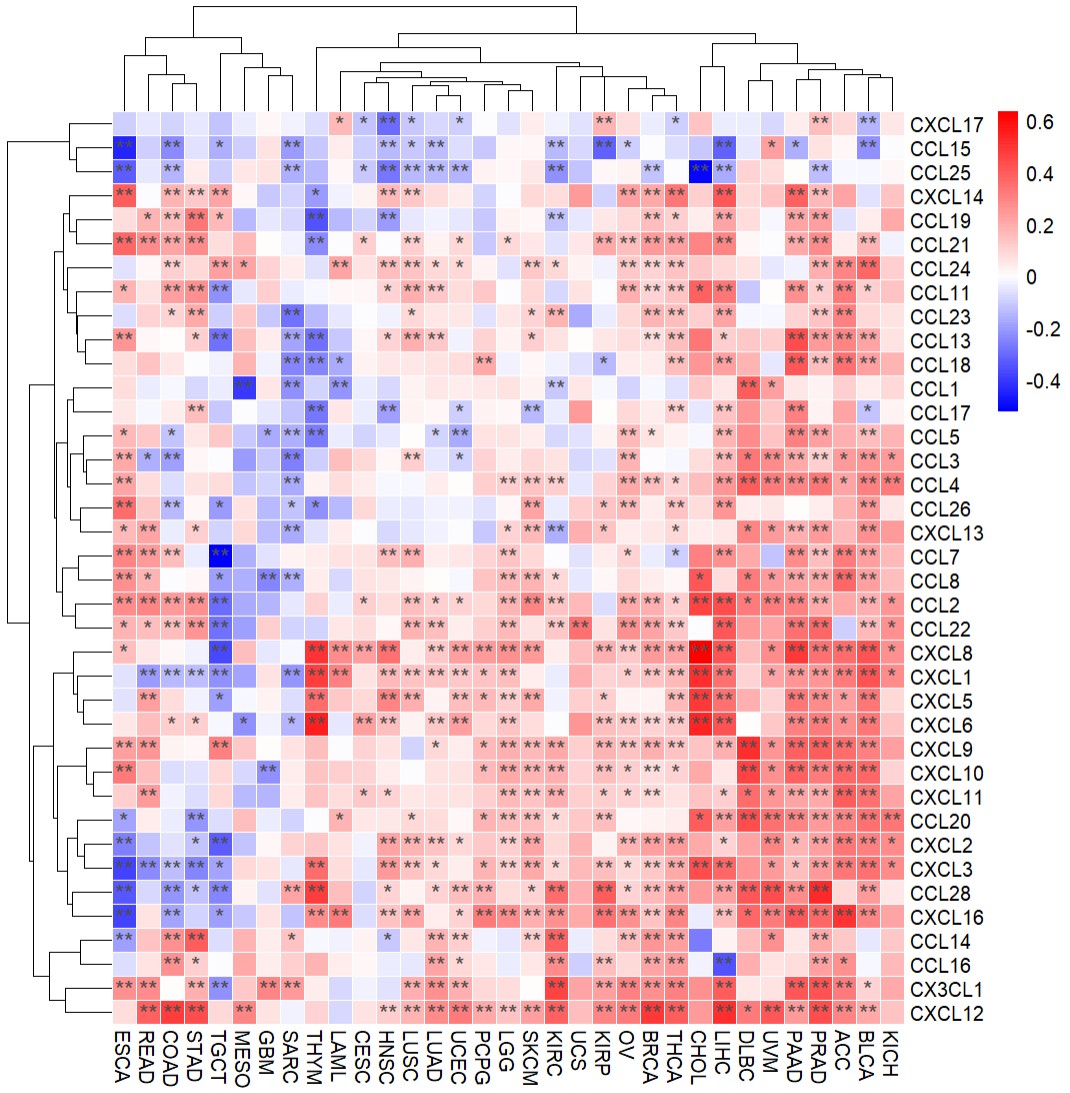 CXCL17
CCL15
CCL25
CXCL14
CCL19
CCL21
CCL24
CCL11
CCL23
CCL13
CCL18
CCL1
CCL17
CCL5
CCL3
CCL4
CCL26
CXCL13
CCL7
CCL8
CCL2
CCL22
CXCL8
CXCL1
CXCL5
CXCL6
CXCL9
CXCL10
CXCL11
CCL20
CXCL2
CXCL3
CCL28
CXCL16
CCL14
CCL16
CX3CL1
CXCL12
0.6
0.4
0.2
0
-0.2
-0.4
ESCA
READ
COAD
STAD
TGCT
MESO
GBM
SARC
THYM
LAML
CESC
HNSC
LUSC
LUAD
UCEC
PCPG
LGG
SKCM
KIRC
UCS
KIRP
OV
BRCA
THCA
CHOL
LIHC
DLBC
UVM
PAAD
PRAD
ACC
BLCA
KICH